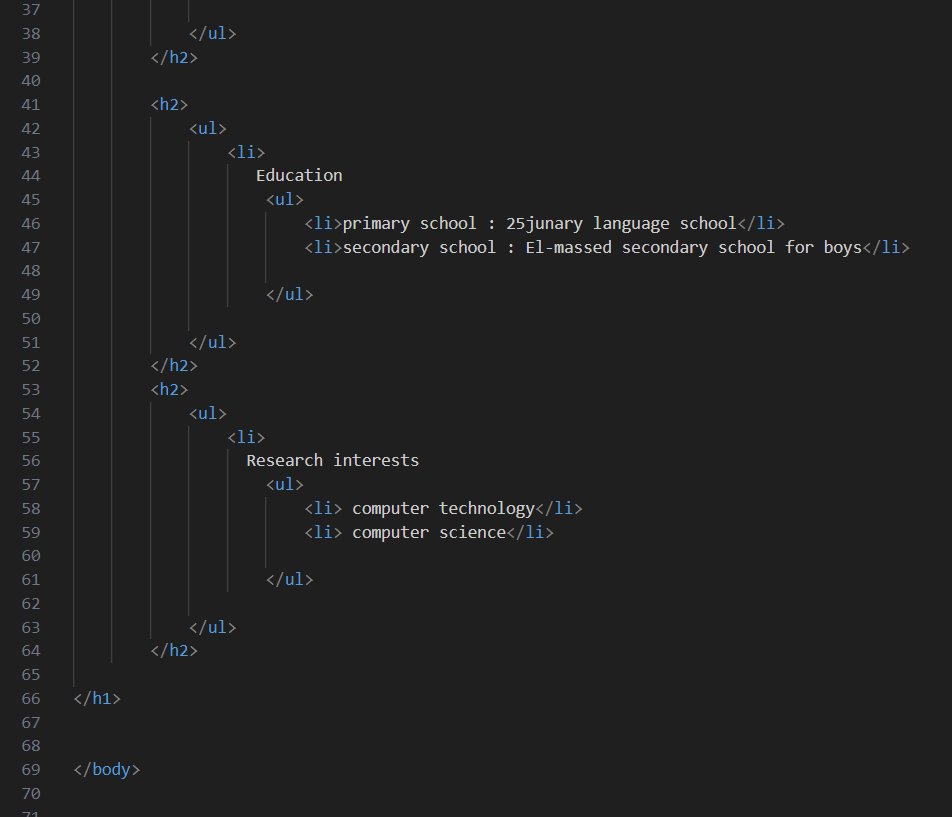 37
38 </ul>
39 </h2>
40
41 <h2>
42 <ul>
43 <li>
44 Education
45 <ul>
46 <li>primary school : 25junary language school</li>
47 <li>secondary school : El-massed secondary school for boys</li>
48
49 </ul>
50
51 </ul>
52 </h2>
53 <h2>
54 <ul>
55 <li>
56 Research interests
57 <ul>
58 <li> computer technology</li>
59 <li> computer science</li>
60
61 </ul>
62
63 </ul>
64 </h2>
65
66 </h1>
67
68
69 </body>
70
71